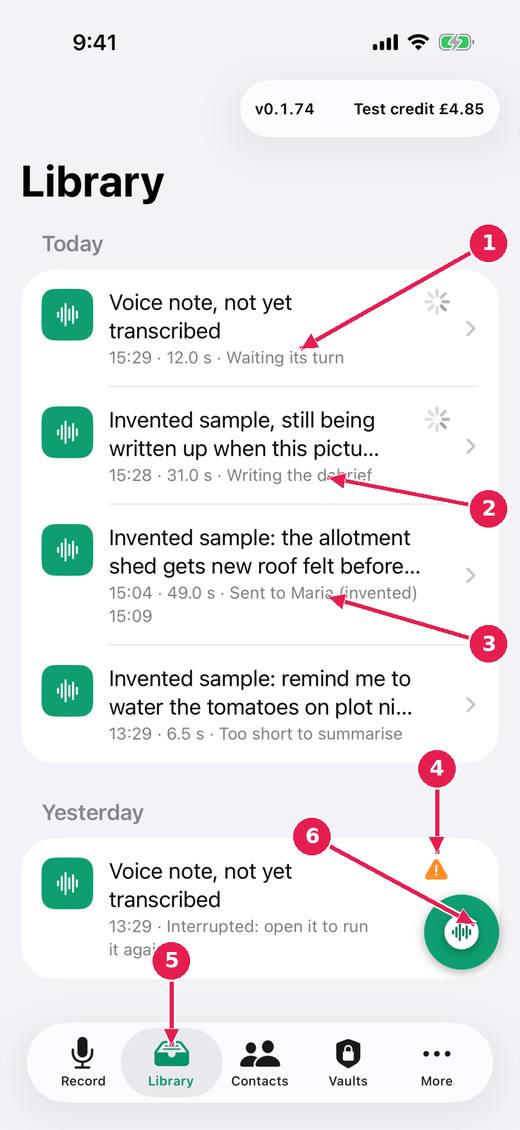 9:41
v0.1.74 Test credit £4.85
Library
Today
1
Voice note, not yet
transcribed
15:29 · 12.0 s · Waiting its turn
Invented sample, still being
written up when this pictu...
15:28 · 31.0 s · Writing the debrief
2
Invented sample: the allotment
shed gets new roof felt before...
15:04 · 49.0 s · Sent to Maria (invented)
15:09
3
Invented sample: remind me to
water the tomatoes on plot ni...
13:29 · 6.5 s · Too short to summarise
4
Yesterday
6
Voice note, not yet
transcribed
13:29 · Interrupted: open it to run
it again
5
Record Library Contacts Vaults More